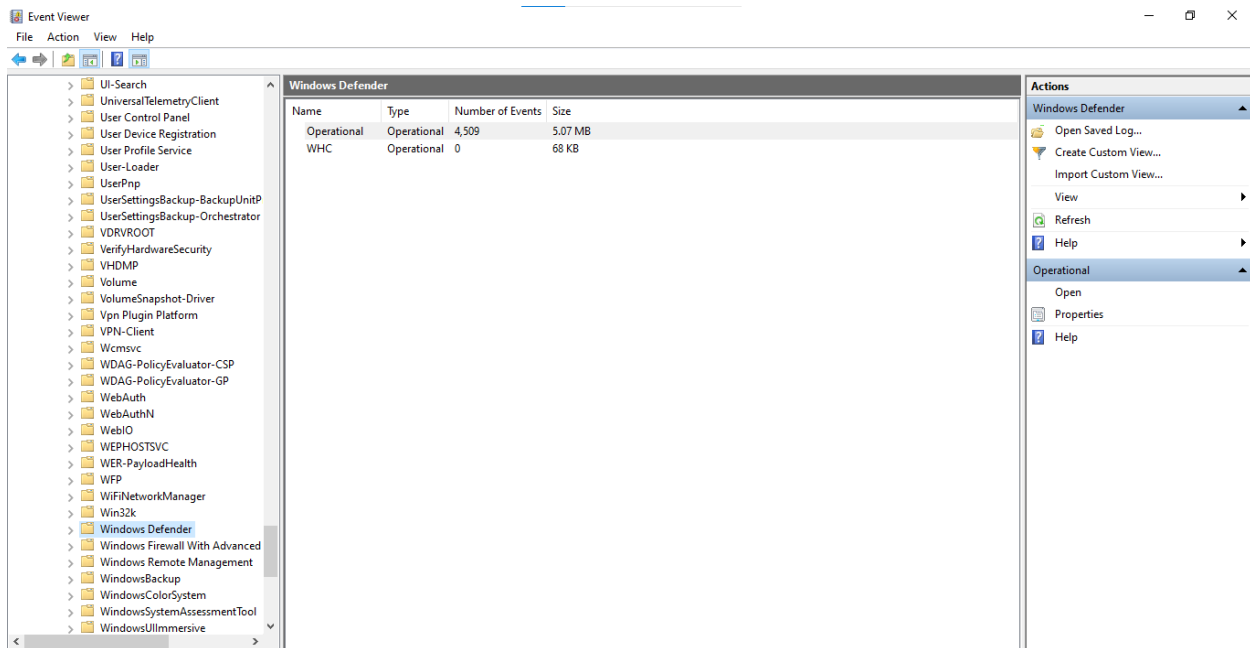 Event Viewer
File Action View Help
UI-Search
UniversalTelemetryClient
User Control Panel
User Device Registration
User Profile Service
User-Loader
UserPnp
UserSettingsBackup-BackupUnitP
UserSettingsBackup-Orchestrator
VDRVROOT
VerifyHardwareSecurity
VHDMP
Volume
VolumeSnapshot-Driver
Vpn Plugin Platform
VPN-Client
Wcmsvc
WDAG-PolicyEvaluator-CSP
WDAG-PolicyEvaluator-GP
WebAuth
WebAuthN
WebIO
WEPHOSTSVC
WER-PayloadHealth
WFP
WiFiNetworkManager
Win32k
Windows Defender
Windows Firewall With Advanced
Windows Remote Management
WindowsBackup
WindowsColorSystem
WindowsSystemAssessmentTool
WindowsUIImmersive
Windows Defender
Name Type Number of Events Size
Operational Operational 4,509 5.07 MB
WHC Operational 0 68 KB
Actions
Windows Defender
Open Saved Log...
Create Custom View...
Import Custom View...
View
Refresh
Help
Operational
Open
Properties
Help